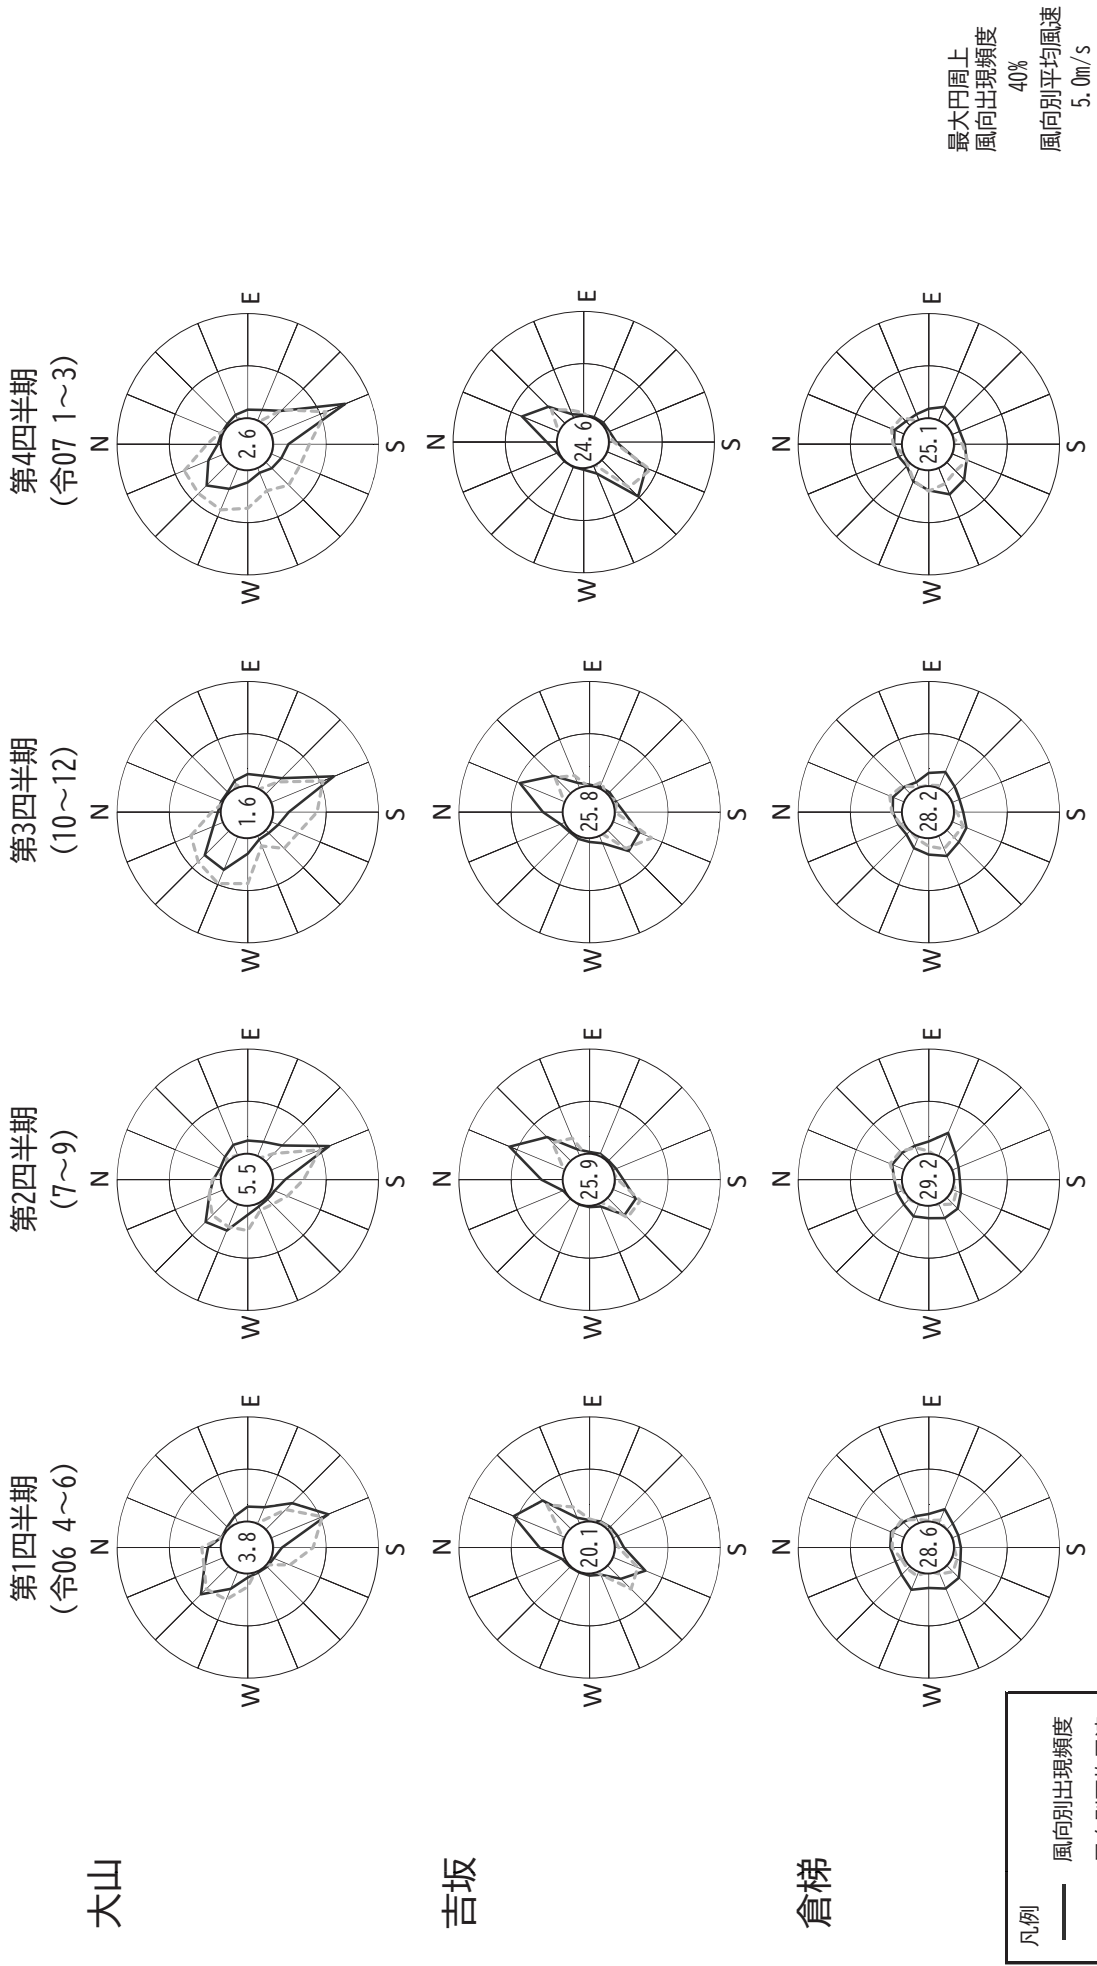 第1四半期
(令06 4～6)
第2四半期
(7～9)
第3四半期
(10～12)
第4四半期
(令07 1～3)
大山
N
E
S
W
3.8
N
E
S
W
5.5
N
E
S
W
1.6
N
E
S
W
2.6
吉坂
N
E
S
W
20.1
N
E
S
W
25.9
N
E
S
W
25.8
N
E
S
W
24.6
倉梯
N
E
S
W
28.6
N
E
S
W
29.2
N
E
S
W
28.2
N
E
S
W
25.1
最大円周上
風向出現頻度
40%
風向別平均風速
5.0m/s
凡例
風向別出現頻度